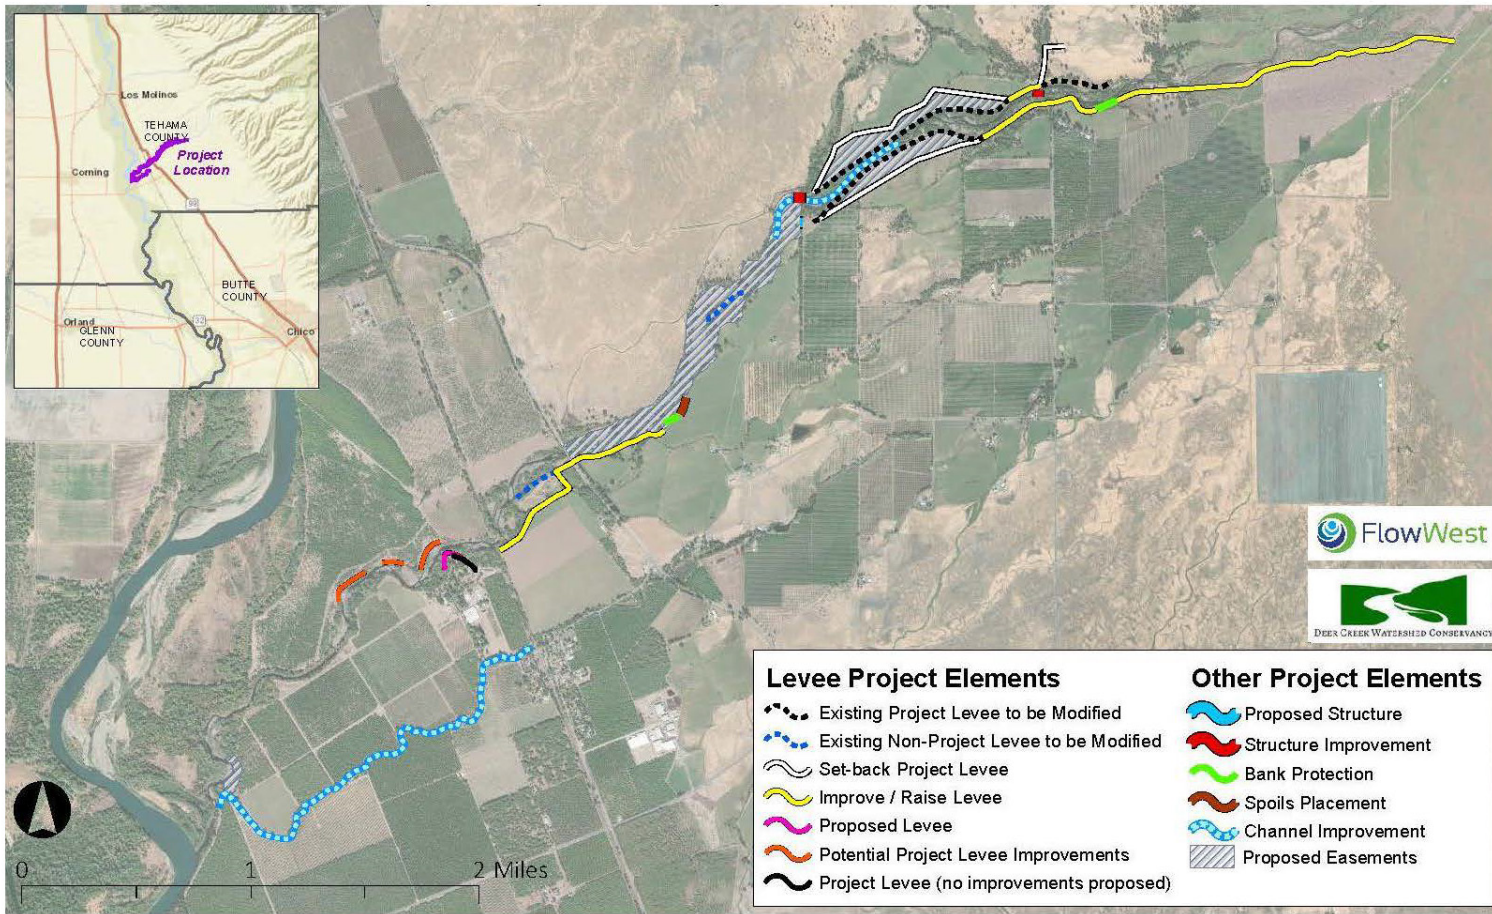 Los Molinos
TEHAMA
COUNTY
Project
Location
Corning
99
BUTTE
COUNTY
Orland
32
GLENN
COUNTY
Chico
FlowWest
DEER CREEK WATERSHED CONSERVANCY
Levee Project Elements
Existing Project Levee to be Modified
Existing Non-Project Levee to be Modified
Set-back Project Levee
Improve / Raise Levee
Proposed Levee
Potential Project Levee Improvements
Project Levee (no improvements proposed)
Other Project Elements
Proposed Structure
Structure Improvement
Bank Protection
Spoils Placement
Channel Improvement
Proposed Easements
0 1 2 Miles